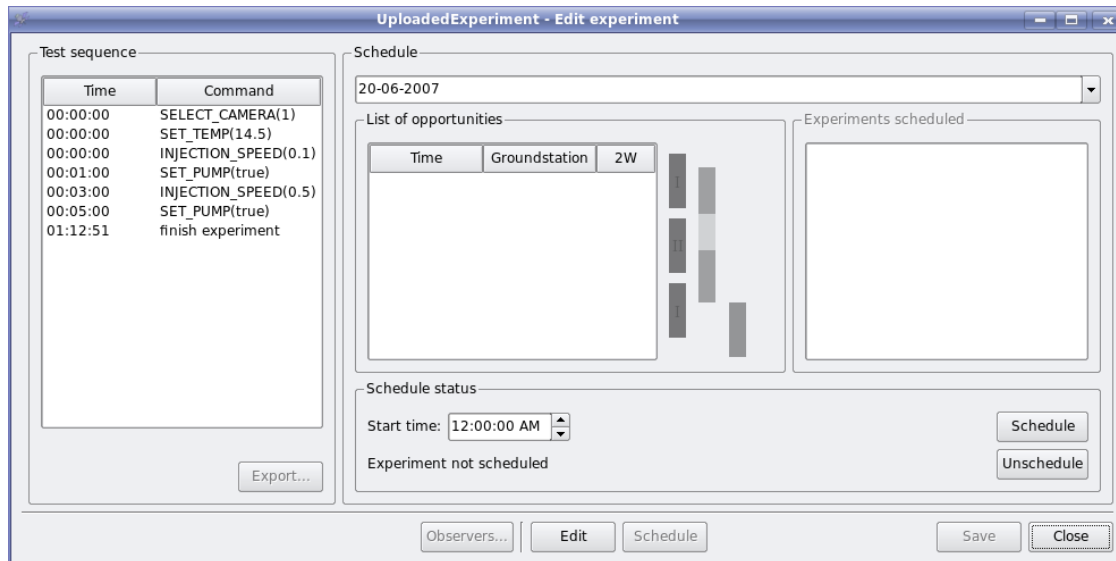 UploadedExperiment - Edit experiment
Test sequence
Time Command
00:00:00 SELECT_CAMERA(1)
00:00:00 SET_TEMP(14.5)
00:00:00 INJECTION_SPEED(0.1)
00:01:00 SET_PUMP(true)
00:03:00 INJECTION_SPEED(0.5)
00:05:00 SET_PUMP(true)
01:12:51 finish experiment
Export...
Schedule
20-06-2007
List of opportunities
Time Groundstation 2W
I
II
I
Experiments scheduled
Schedule status
Start time: 12:00:00 AM
Schedule
Experiment not scheduled
Unschedule
Observers... Edit Schedule Save Close